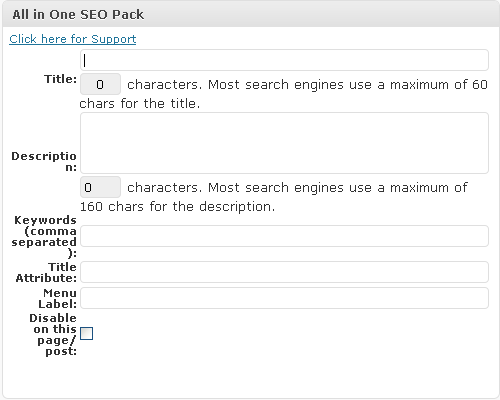 All in One SEO Pack
Click here for Support
Title:
0 characters. Most search engines use a maximum of 60
chars for the title.
Descriptio
n:
0 characters. Most search engines use a maximum of
160 chars for the description.
Keywords
(comma
separated
):
Title
Attribute:
Menu
Label:
Disable
on this
page/
post: